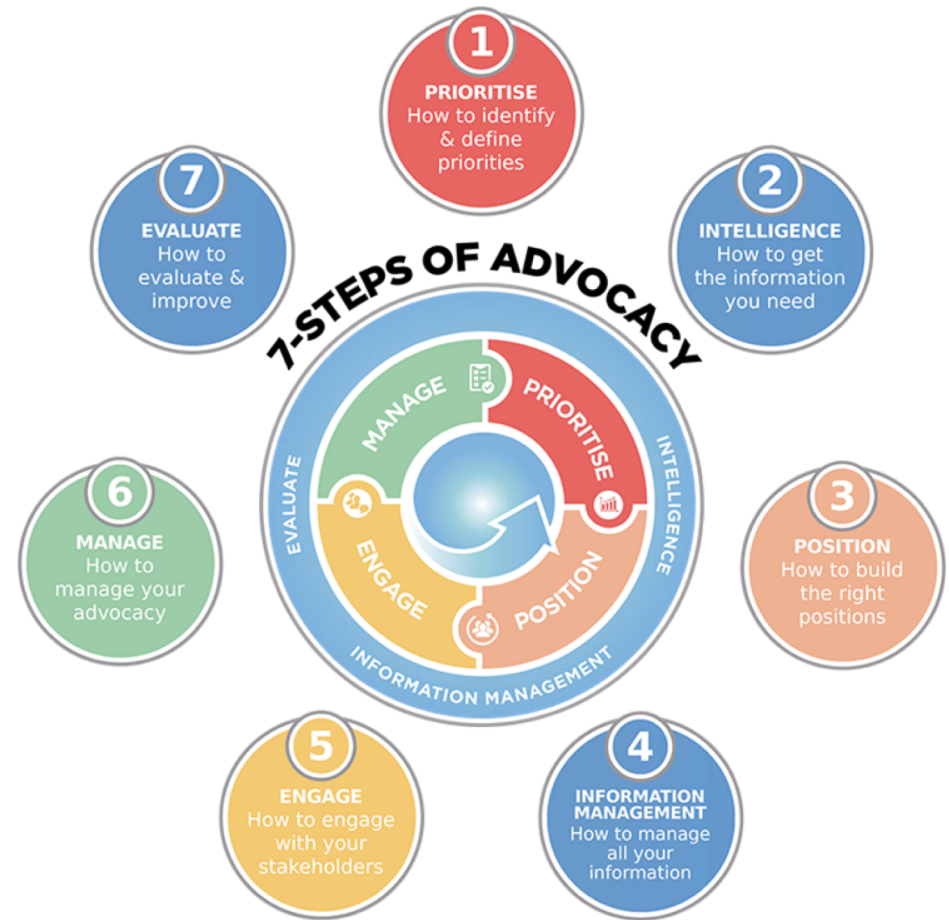 1
PRIORITISE
How to identify
& define
priorities
2
INTELLIGENCE
How to get
the information
you need
3
POSITION
How to build
the right
positions
4
INFORMATION
MANAGEMENT
How to manage
all your
information
5
ENGAGE
How to engage
with your
stakeholders
6
MANAGE
How to
manage your
advocacy
7
EVALUATE
How to
evaluate &
improve
7-STEPS OF ADVOCACY
MANAGE
PRIORITISE
POSITION
ENGAGE
EVALUATE
INTELLIGENCE
INFORMATION MANAGEMENT